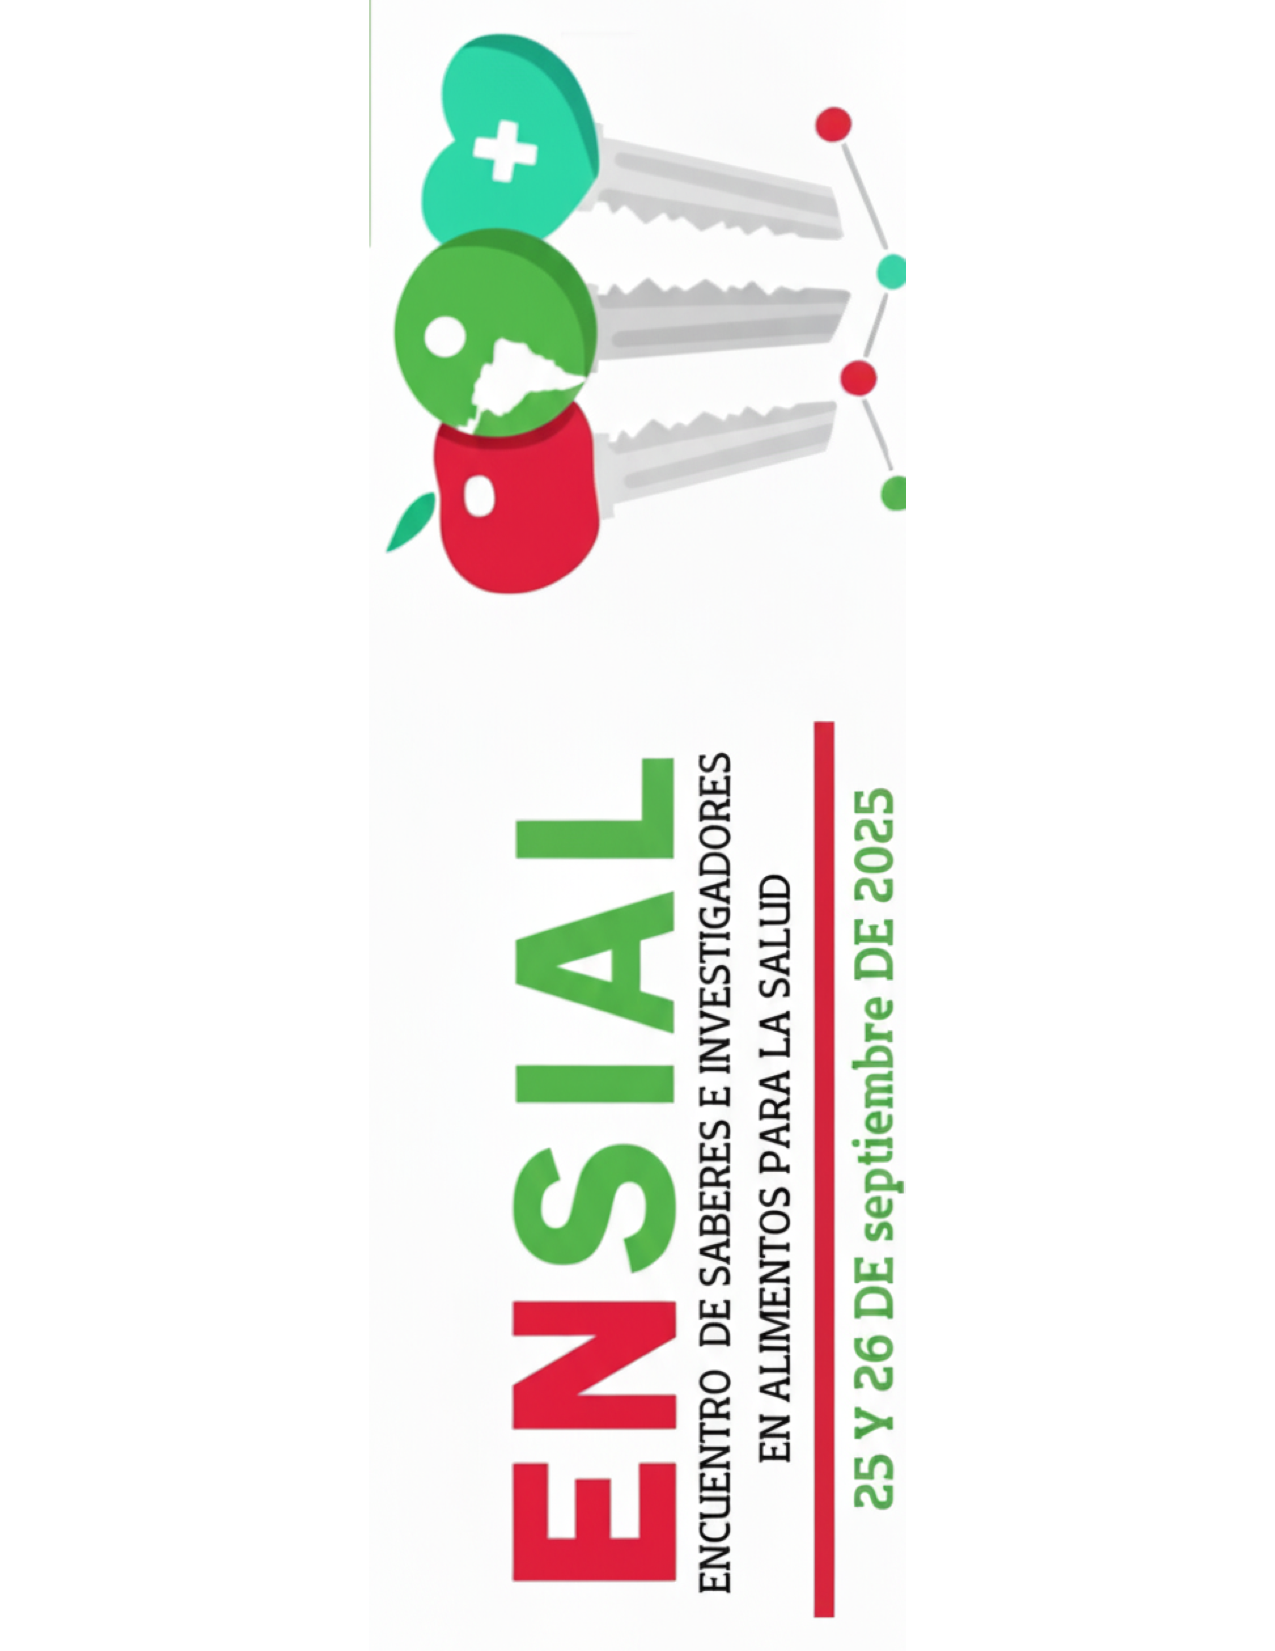 ENSIAL
ENCUENTRO DE SABERES E INVESTIGADORES
EN ALIMENTOS PARA LA SALUD
25 Y 26 DE septiembre DE 2025